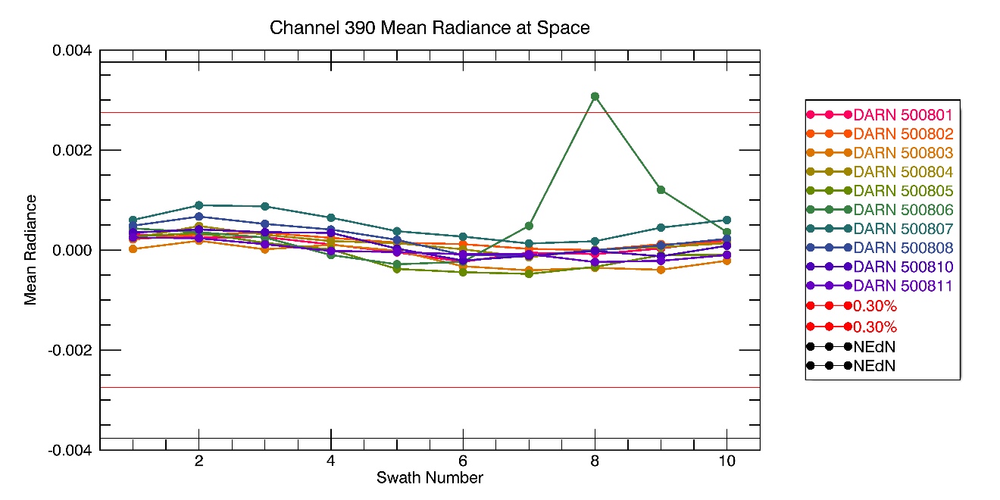 Channel 390 Mean Radiance at Space
0.004
0.002
0.000
-0.002
-0.004
Mean Radiance
2
4
6
8
10
Swath Number
DARN 500801
DARN 500802
DARN 500803
DARN 500804
DARN 500805
DARN 500806
DARN 500807
DARN 500808
DARN 500810
DARN 500811
0.30%
0.30%
NEdN
NEdN